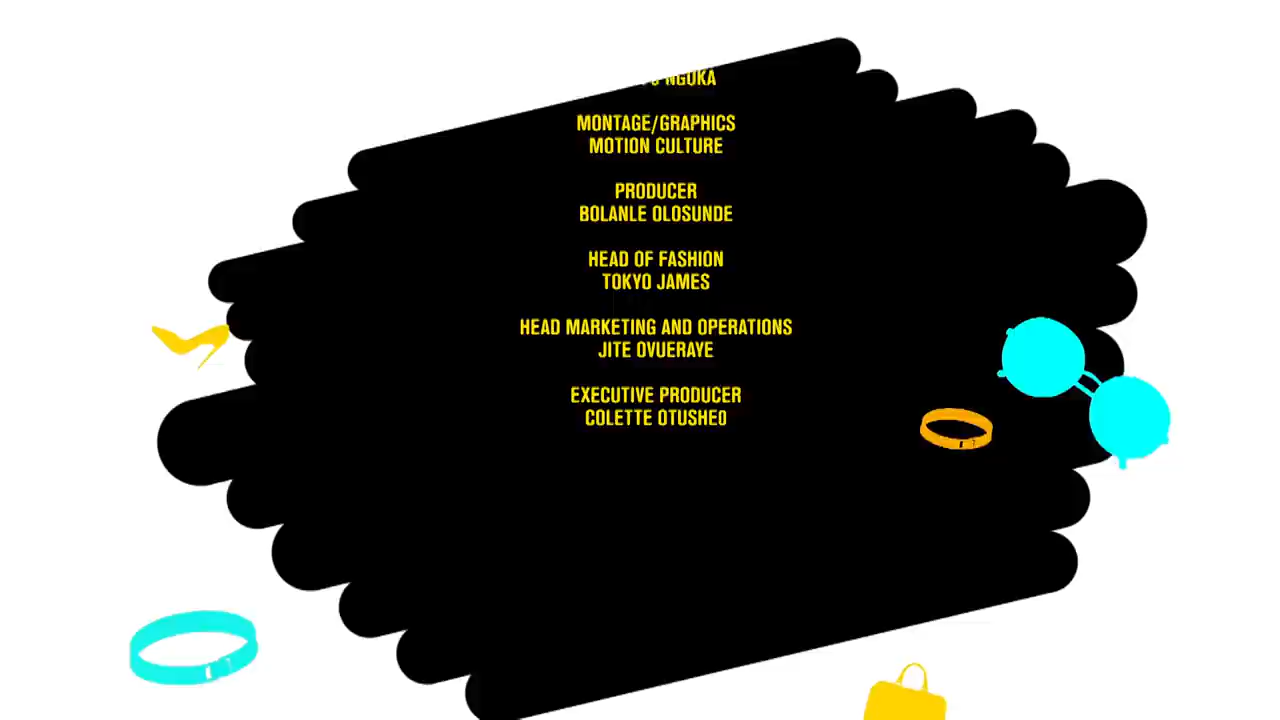 NGUKA
MONTAGE/GRAPHICS
MOTION CULTURE
PRODUCER
BOLANLE OLOSUNDE
HEAD OF FASHION
TOKYO JAMES
HEAD MARKETING AND OPERATIONS
JITE OVUERAYE
EXECUTIVE PRODUCER
COLETTE OTUSHEO